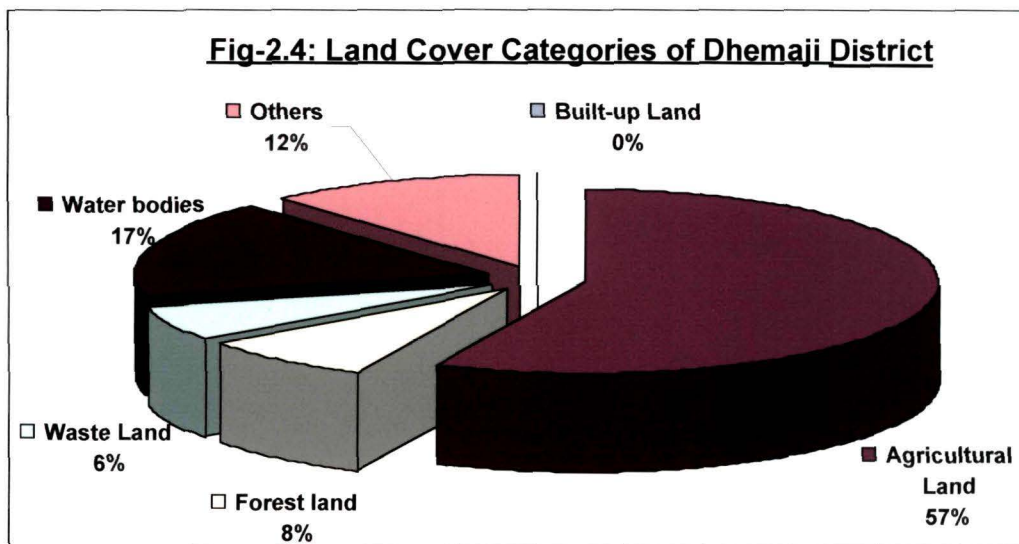 Fig-2.4: Land Cover Categories of Dhemaji District
Others
12%
Built-up Land
0%
Water bodies
17%
Waste Land
6%
Forest land
8%
Agricultural
Land
57%